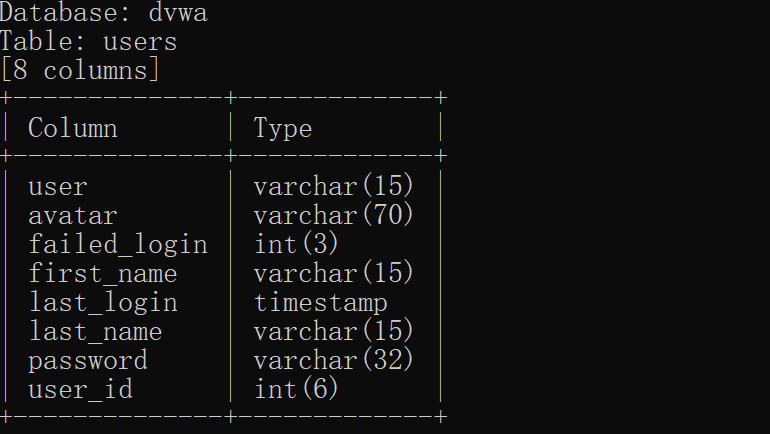 Database: dvwa
Table: users
[8 columns]
+--------------+-------------+
| Column       | Type        |
+--------------+-------------+
| user         | varchar(15) |
| avatar       | varchar(70) |
| failed_login | int(3)      |
| first_name   | varchar(15) |
| last_login   | timestamp   |
| last_name    | varchar(15) |
| password     | varchar(32) |
| user_id      | int(6)      |
+--------------+-------------+